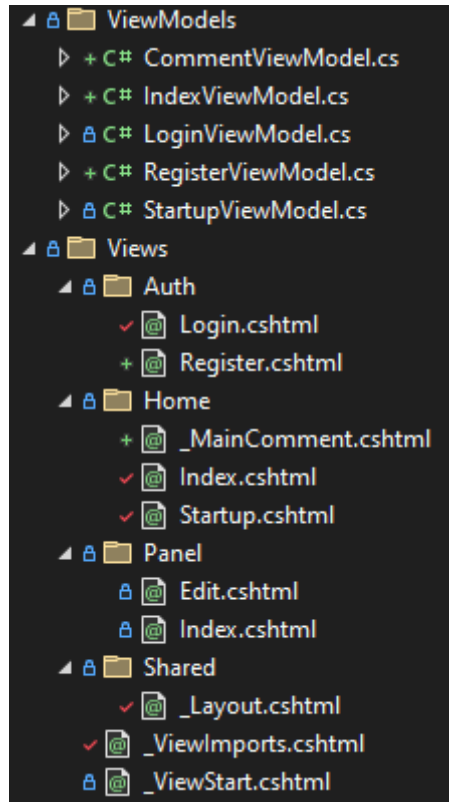 ViewModels
C# CommentViewModel.cs
C# IndexViewModel.cs
C# LoginViewModel.cs
C# RegisterViewModel.cs
C# StartupViewModel.cs
Views
Auth
@ Login.cshtml
@ Register.cshtml
Home
@ _MainComment.cshtml
@ Index.cshtml
@ Startup.cshtml
Panel
@ Edit.cshtml
@ Index.cshtml
Shared
@ _Layout.cshtml
@ _ViewImports.cshtml
@ _ViewStart.cshtml